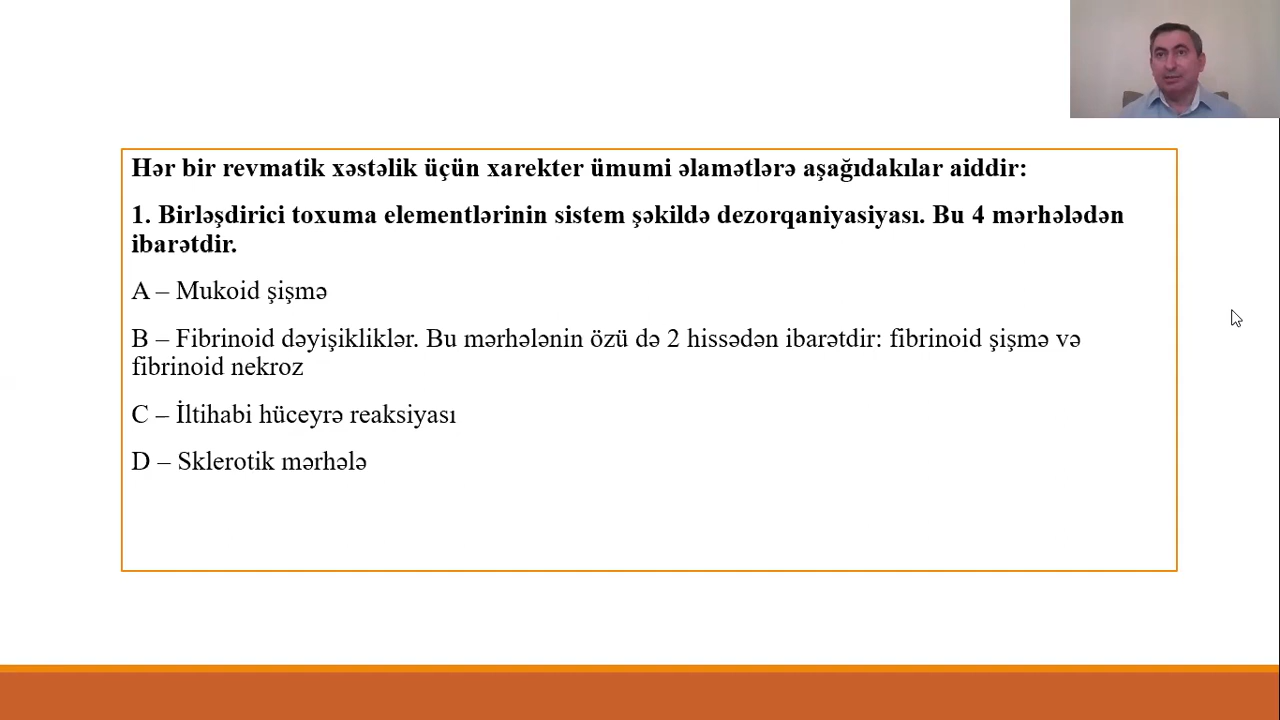 Hər bir revmatik xəstəlik üçün xarekter ümumi əlamətlərə aşağıdakılar aiddir:
1. Birləşdirici toxuma elementlərinin sistem şəkildə dezorqaniyasiyası. Bu 4 mərhələdən
ibarətdir.
A – Mukoid şişmə
B – Fibrinoid dəyişikliklər. Bu mərhələnin özü də 2 hissədən ibarətdir: fibrinoid şişmə və
fibrinoid nekroz
C – İltihabi hüceyrə reaksiyası
D – Sklerotik mərhələ